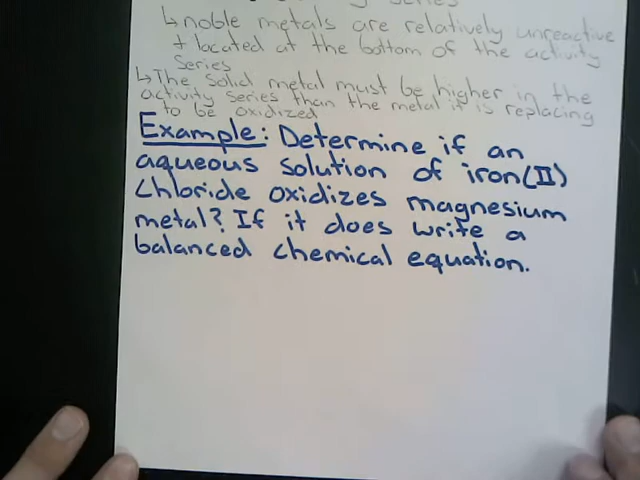 Series
↳noble metals are relatively unreactive
+ located at the bottom of the activity
Series
↳The solid metal must be higher in the
activity series than the metal it is replacing
to be oxidized
Example: Determine if an
aqueous solution of iron(II)
Chloride oxidizes magnesium
metal? If it does write a
balanced chemical equation.